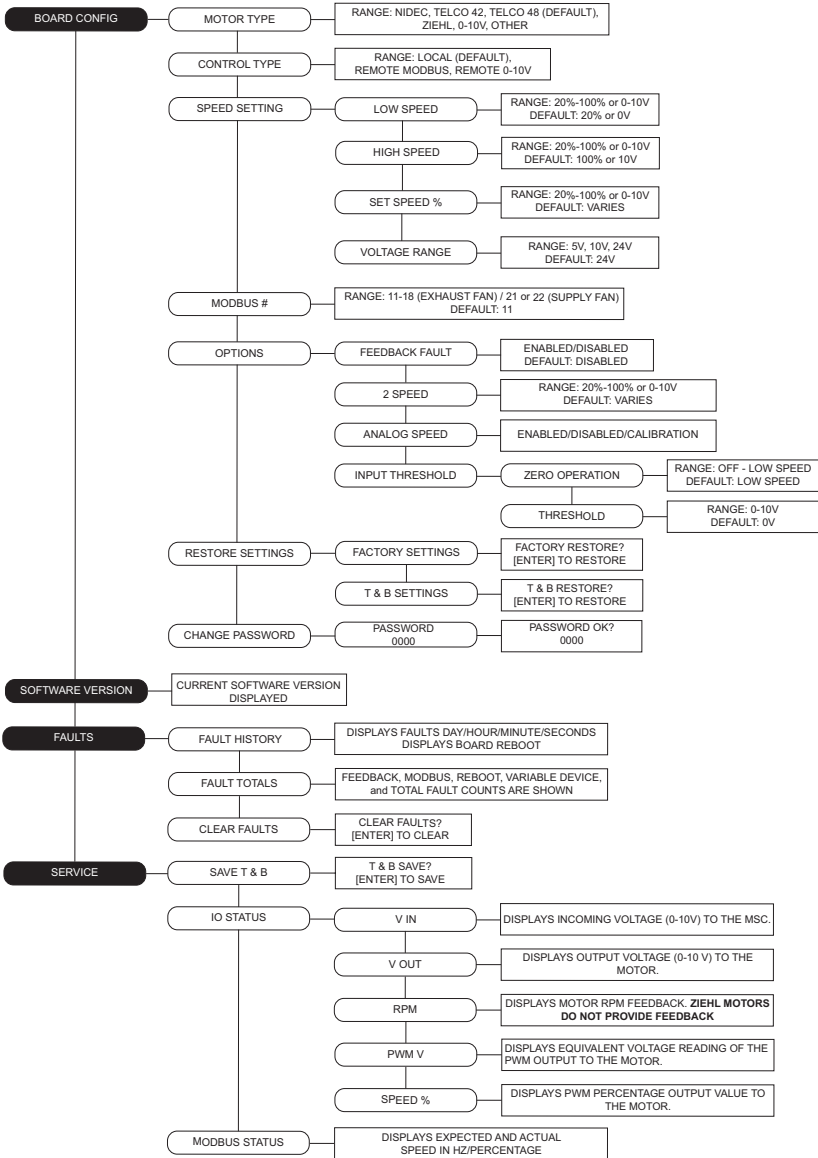 BOARD CONFIG
MOTOR TYPE
RANGE: NIDEC, TELCO 42, TELCO 48 (DEFAULT),
ZIEHL, 0-10V, OTHER
CONTROL TYPE
RANGE: LOCAL (DEFAULT),
REMOTE MODBUS, REMOTE 0-10V
SPEED SETTING
LOW SPEED
RANGE: 20%-100% or 0-10V
DEFAULT: 20% or 0V
HIGH SPEED
RANGE: 20%-100% or 0-10V
DEFAULT: 100% or 10V
SET SPEED %
RANGE: 20%-100% or 0-10V
DEFAULT: VARIES
VOLTAGE RANGE
RANGE: 5V, 10V, 24V
DEFAULT: 24V
MODBUS #
RANGE: 11-18 (EXHAUST FAN) / 21 or 22 (SUPPLY FAN)
DEFAULT: 11
OPTIONS
FEEDBACK FAULT
ENABLED/DISABLED
DEFAULT: DISABLED
2 SPEED
RANGE: 20%-100% or 0-10V
DEFAULT: VARIES
ANALOG SPEED
ENABLED/DISABLED/CALIBRATION
INPUT THRESHOLD
ZERO OPERATION
RANGE: OFF - LOW SPEED
DEFAULT: LOW SPEED
THRESHOLD
RANGE: 0-10V
DEFAULT: 0V
RESTORE SETTINGS
FACTORY SETTINGS
FACTORY RESTORE?
[ENTER] TO RESTORE
T & B SETTINGS
T & B RESTORE?
[ENTER] TO RESTORE
CHANGE PASSWORD
PASSWORD
0000
PASSWORD OK?
0000
SOFTWARE VERSION
CURRENT SOFTWARE VERSION
DISPLAYED
FAULTS
FAULT HISTORY
DISPLAYS FAULTS DAY/HOUR/MINUTE/SECONDS
DISPLAYS BOARD REBOOT
FAULT TOTALS
FEEDBACK, MODBUS, REBOOT, VARIABLE DEVICE,
and TOTAL FAULT COUNTS ARE SHOWN
CLEAR FAULTS
CLEAR FAULTS?
[ENTER] TO CLEAR
SERVICE
SAVE T & B
T & B SAVE?
[ENTER] TO SAVE
IO STATUS
V IN
DISPLAYS INCOMING VOLTAGE (0-10V) TO THE MSC.
V OUT
DISPLAYS OUTPUT VOLTAGE (0-10 V) TO THE
MOTOR.
RPM
DISPLAYS MOTOR RPM FEEDBACK. ZIEHL MOTORS
DO NOT PROVIDE FEEDBACK
PWM V
DISPLAYS EQUIVALENT VOLTAGE READING OF THE
PWM OUTPUT TO THE MOTOR.
SPEED %
DISPLAYS PWM PERCENTAGE OUTPUT VALUE TO
THE MOTOR.
MODBUS STATUS
DISPLAYS EXPECTED AND ACTUAL
SPEED IN HZ/PERCENTAGE